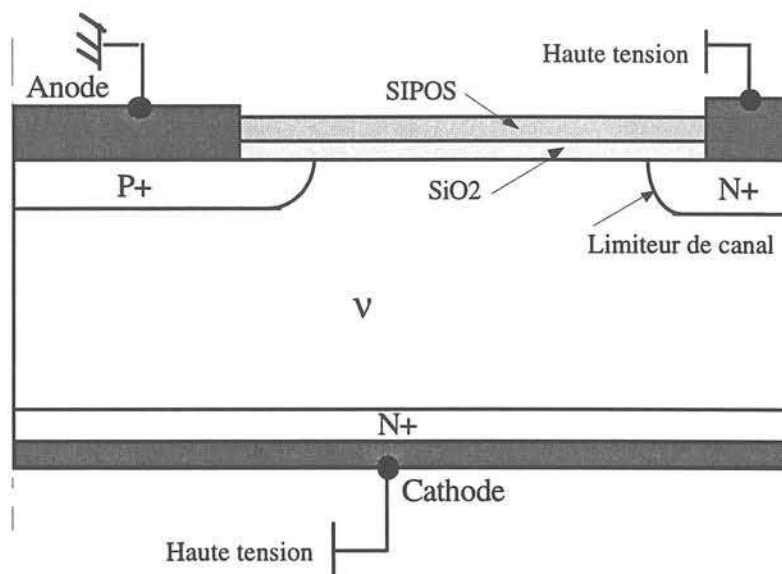 Haute tension
Anode
SIPOS
P+
SiO2
N+
Limiteur de canal
ν
N+
Cathode
Haute tension